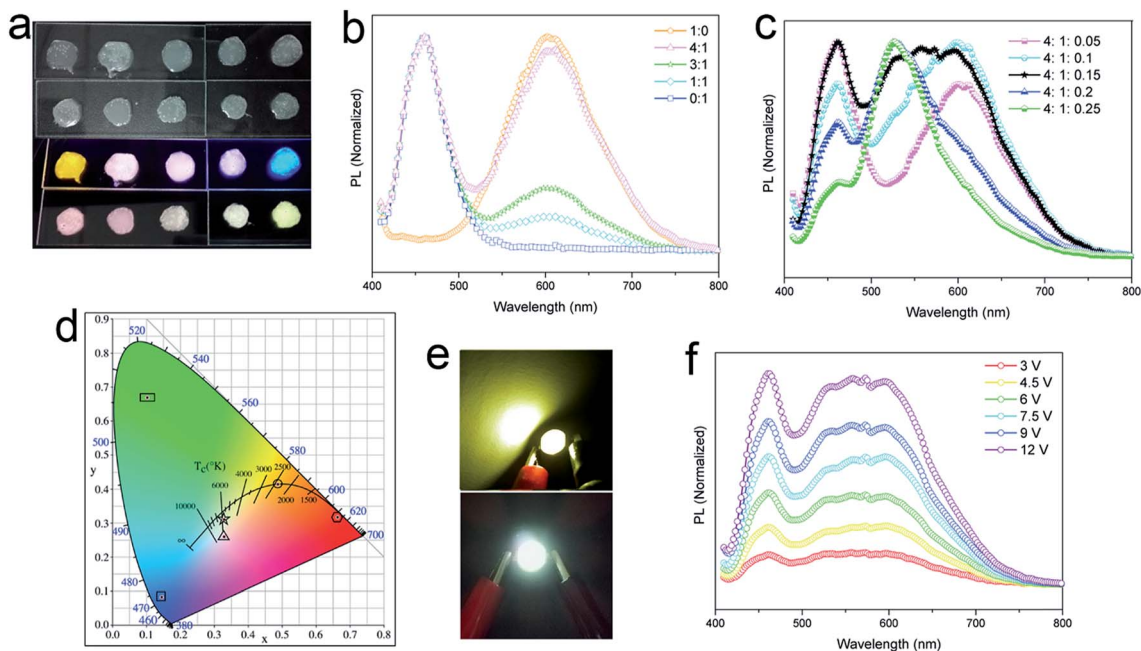 a
b
PL (Normalized)
1:0
4:1
3:1
1:1
0:1
400 500 600 700 800
Wavelength (nm)
c
PL (Normalized)
4: 1: 0.05
4: 1: 0.1
4: 1: 0.15
4: 1: 0.2
4: 1: 0.25
400 500 600 700 800
Wavelength (nm)
d
0.9
0.8
0.7
0.6
0.5
0.4
0.3
0.2
0.1
0.0
y
520
540
560
580
600
620
700
500
490
480
470
460
380
Tc(°K)
10000
6000
4000
3000
2500
2000
1500
∞
0.0 0.1 0.2 0.3 0.4 0.5 0.6 0.7 0.8
x
e
f
PL (Normalized)
3 V
4.5 V
6 V
7.5 V
9 V
12 V
400 500 600 700 800
Wavelength (nm)